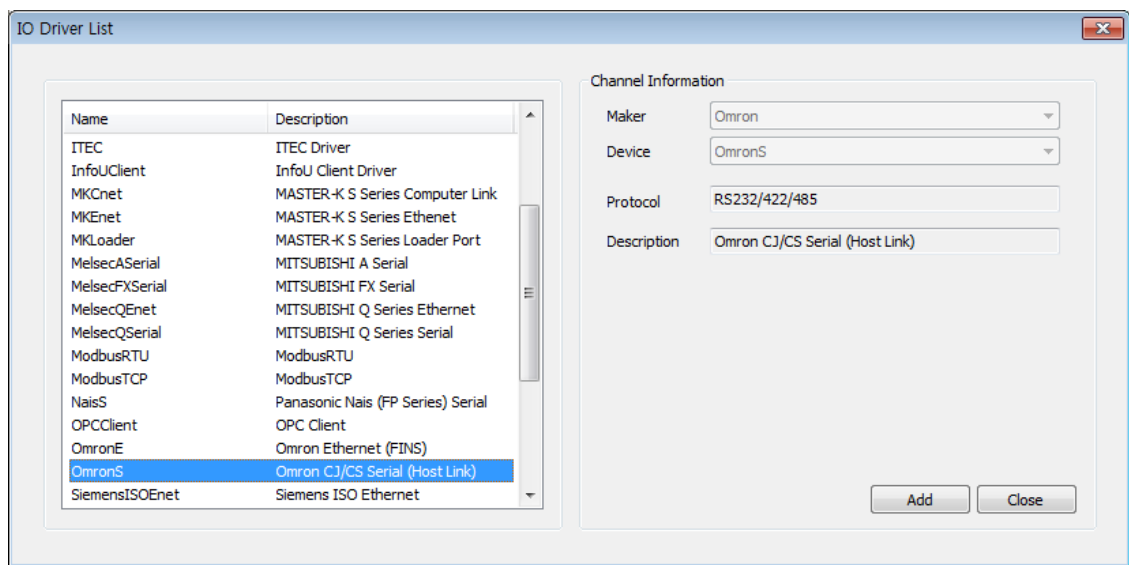 IO Driver List
Name Description
ITEC ITEC Driver
InfoUClient InfoU Client Driver
MKCnet MASTER-K S Series Computer Link
MKEnet MASTER-K S Series Ethenet
MKLoader MASTER-K S Series Loader Port
MelsecASerial MITSUBISHI A Serial
MelsecFXSerial MITSUBISHI FX Serial
MelsecQEnet MITSUBISHI Q Series Ethernet
MelsecQSerial MITSUBISHI Q Series Serial
ModbusRTU ModbusRTU
ModbusTCP ModbusTCP
NaisS Panasonic Nais (FP Series) Serial
OPCClient OPC Client
OmronE Omron Ethernet (FINS)
OmronS Omron CJ/CS Serial (Host Link)
SiemensISOEnet Siemens ISO Ethernet
Channel Information
Maker Omron
Device OmronS
Protocol RS232/422/485
Description Omron CJ/CS Serial (Host Link)
Add Close